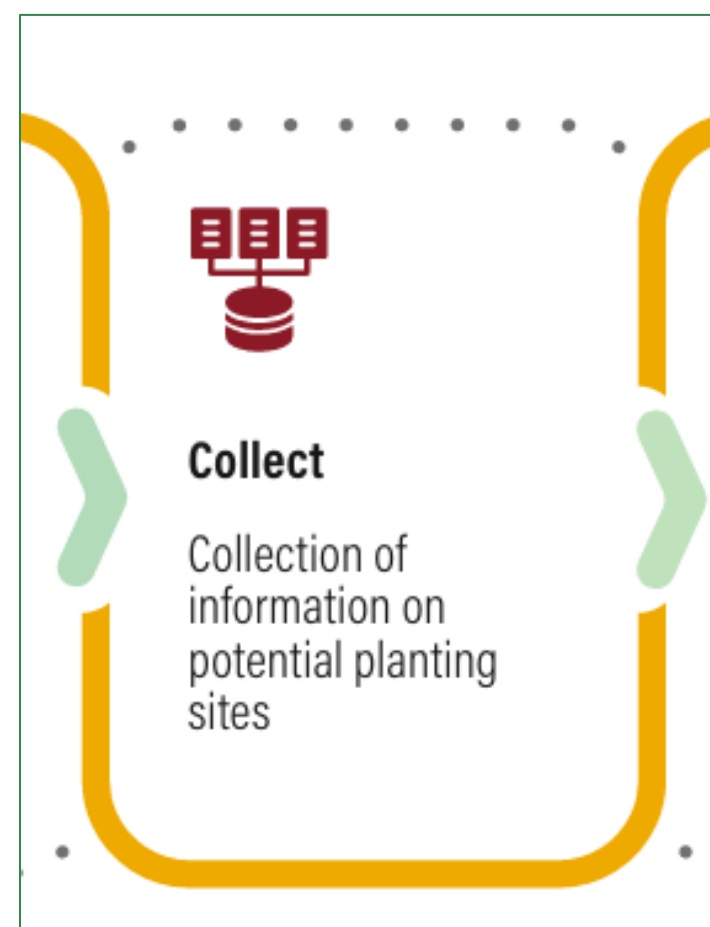 Collect
Collection of
information on
potential planting
sites